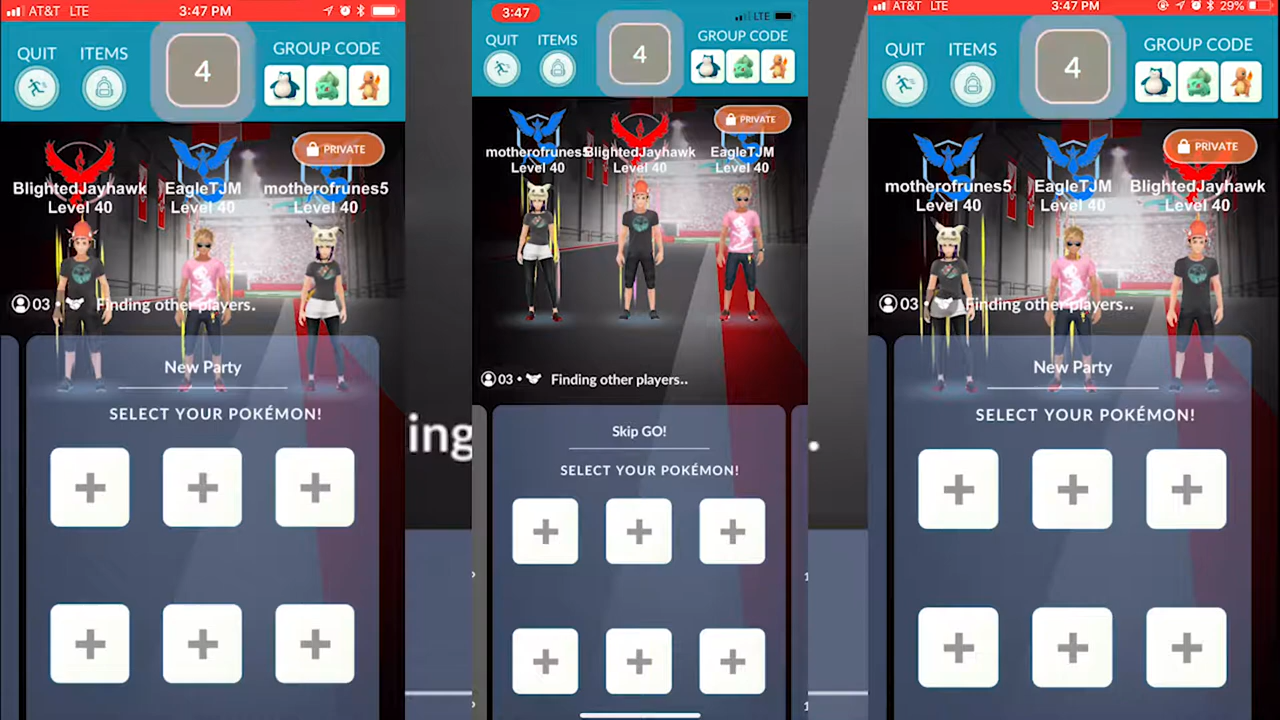 AT&T LTE 3:47 PM
QUIT ITEMS 4 GROUP CODE
PRIVATE
BlightedJayhawk EagleTJM motherofrunes5
Level 40 Level 40 Level 40
03 • Finding other players.
New Party
SELECT YOUR POKÉMON!
ing
3:47 LTE
QUIT ITEMS 4 GROUP CODE
PRIVATE
motherofrunes5 BlightedJayhawk EagleTJM
Level 40 Level 40 Level 40
03 • Finding other players..
Skip GO!
SELECT YOUR POKÉMON!
AT&T LTE 3:47 PM 29%
QUIT ITEMS 4 GROUP CODE
PRIVATE
motherofrunes5 EagleTJM BlightedJayhawk
Level 40 Level 40 Level 40
03 • Finding other players..
New Party
SELECT YOUR POKÉMON!